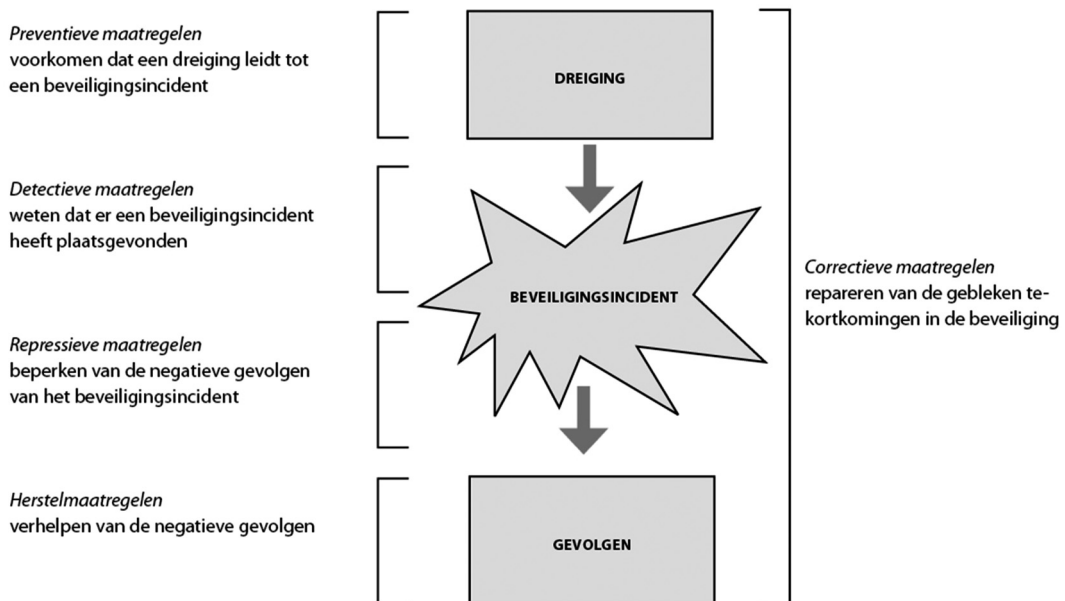 Preventieve maatregelen
voorkomen dat een dreiging leidt tot
een beveiligingsincident
DREIGING
Detectieve maatregelen
weten dat er een beveiligingsincident
heeft plaatsgevonden
BEVEILIGINGSINCIDENT
Correctieve maatregelen
repareren van de gebleken te-
kortkomingen in de beveiliging
Repressieve maatregelen
beperken van de negatieve gevolgen
van het beveiligingsincident
Herstelmaatregelen
verhelpen van de negatieve gevolgen
GEVOLGEN